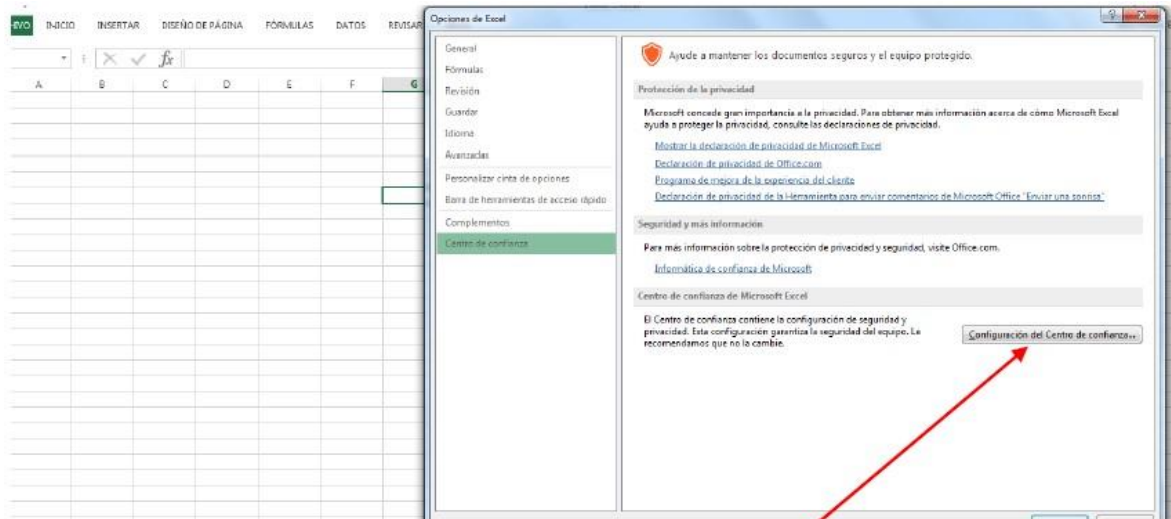 INICIO INSERTAR DISEÑO DE PÁGINA FÓRMULAS DATOS REVISAR
fx
A B C D E F G
Opciones de Excel
General
Fórmulas
Revisión
Guardar
Idioma
Avanzadas
Personalizar cinta de opciones
Barra de herramientas de acceso rápido
Complementos
Centro de confianza
Ayude a mantener los documentos seguros y el equipo protegido.
Protección de la privacidad
Microsoft concede gran importancia a la privacidad. Para obtener más información acerca de cómo Microsoft Excel
ayuda a proteger la privacidad, consulte las declaraciones de privacidad.
Mostrar la declaración de privacidad de Microsoft Excel
Declaración de privacidad de Office.com
Programa de mejora de la experiencia del cliente
Declaración de privacidad de la Herramienta para enviar comentarios de Microsoft Office "Enviar una sonrisa"
Seguridad y más información
Para más información sobre la protección de privacidad y seguridad, visite Office.com.
Informática de confianza de Microsoft
Centro de confianza de Microsoft Excel
El Centro de confianza contiene la configuración de seguridad y
privacidad. Esta configuración garantiza la seguridad del equipo. Le
recomendamos que no la cambie.
Configuración del Centro de confianza...